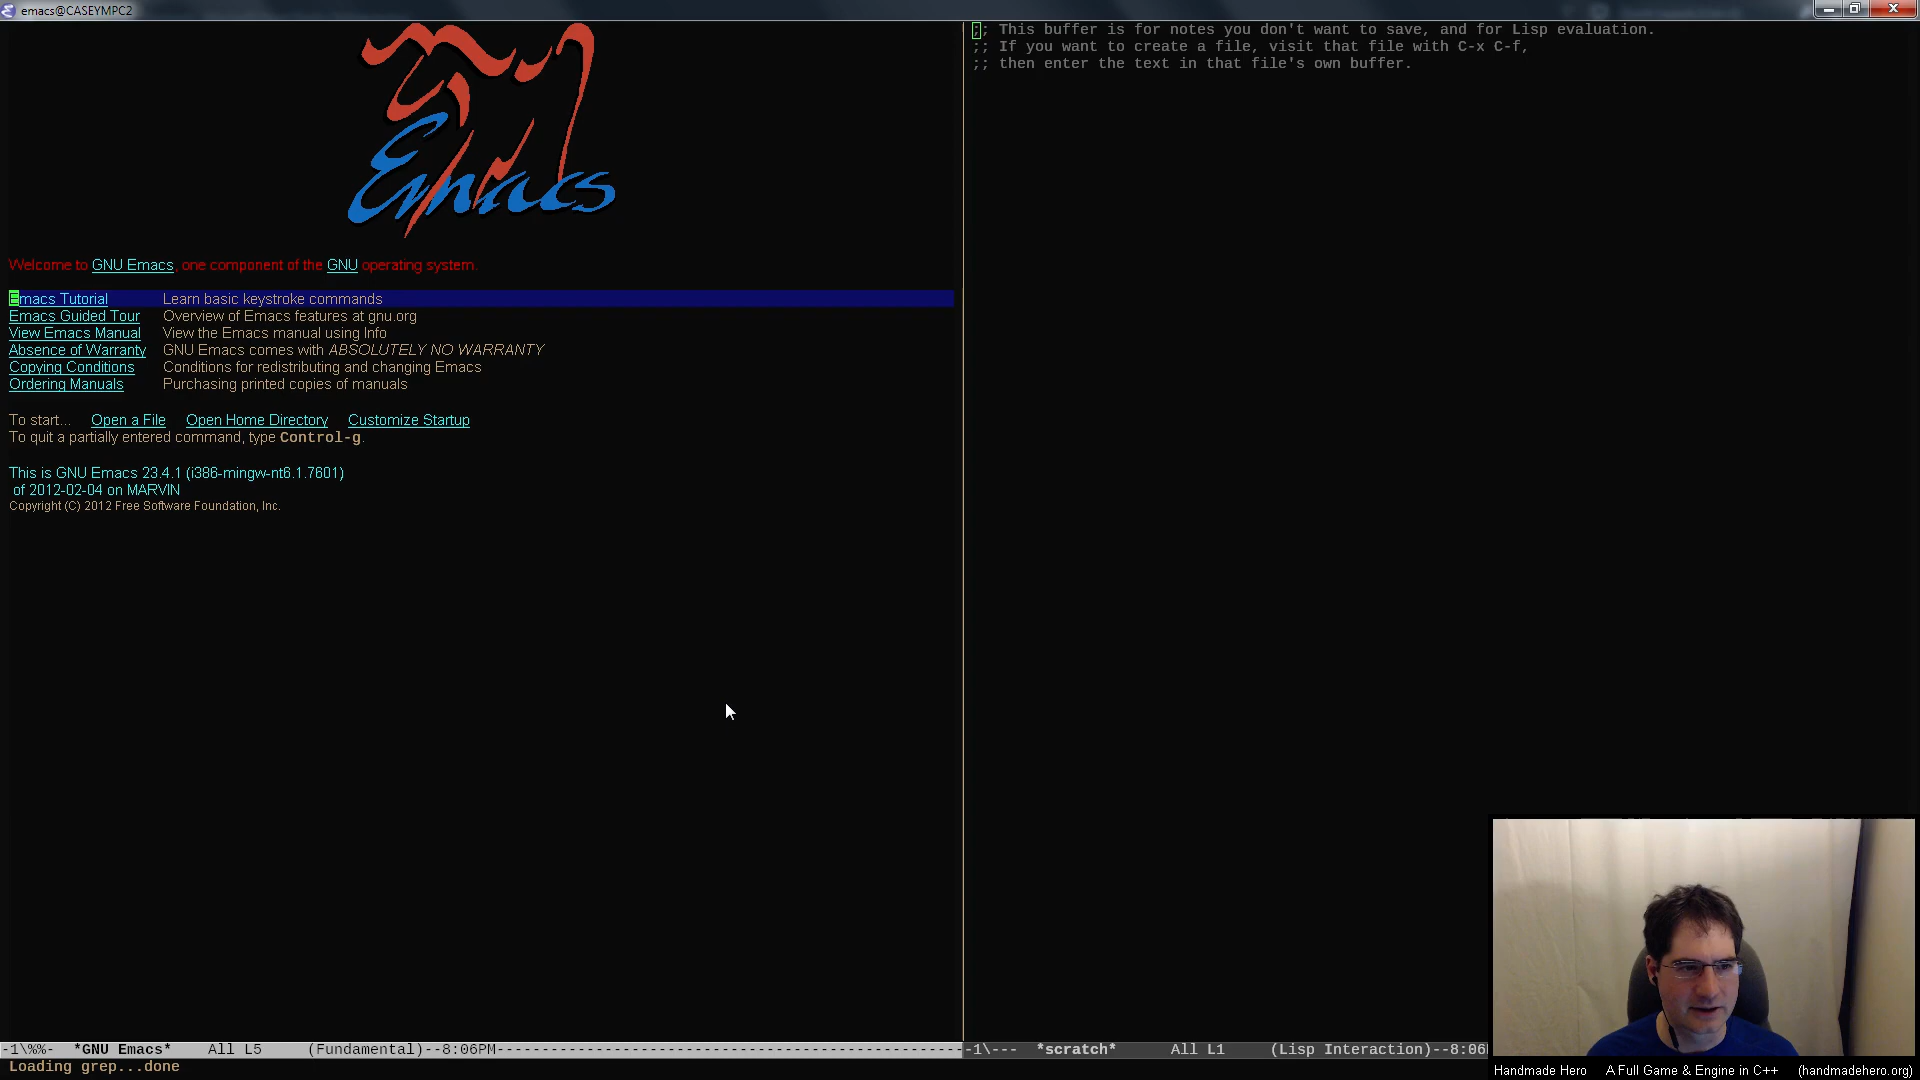 emacs@CASEYMPC2
Emacs
Welcome to GNU Emacs, one component of the GNU operating system.
Emacs Tutorial Learn basic keystroke commands
Emacs Guided Tour Overview of Emacs features at gnu.org
View Emacs Manual View the Emacs manual using Info
Absence of Warranty GNU Emacs comes with ABSOLUTELY NO WARRANTY
Copying Conditions Conditions for redistributing and changing Emacs
Ordering Manuals Purchasing printed copies of manuals
To start... Open a File Open Home Directory Customize Startup
To quit a partially entered command, type Control-g.
This is GNU Emacs 23.4.1 (i386-mingw-nt6.1.7601)
of 2012-02-04 on MARVIN
Copyright (C) 2012 Free Software Foundation, Inc.
-1\%%- *GNU Emacs* All L5 (Fundamental)--8:06PM----------------------------------------------------
Loading grep...done
;; This buffer is for notes you don't want to save, and for Lisp evaluation.
;; If you want to create a file, visit that file with C-x C-f,
;; then enter the text in that file's own buffer.
-1\--- *scratch* All L1 (Lisp Interaction)--8:06
Handmade Hero A Full Game & Engine in C++ (handmadehero.org)